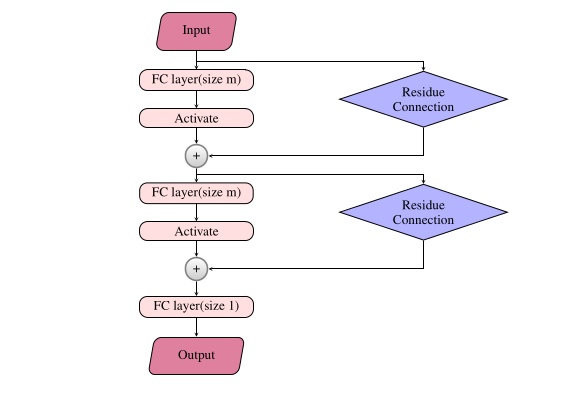 Input
FC layer(size m)
Residue
Connection
Activate
+
FC layer(size m)
Residue
Connection
Activate
+
FC layer(size 1)
Output